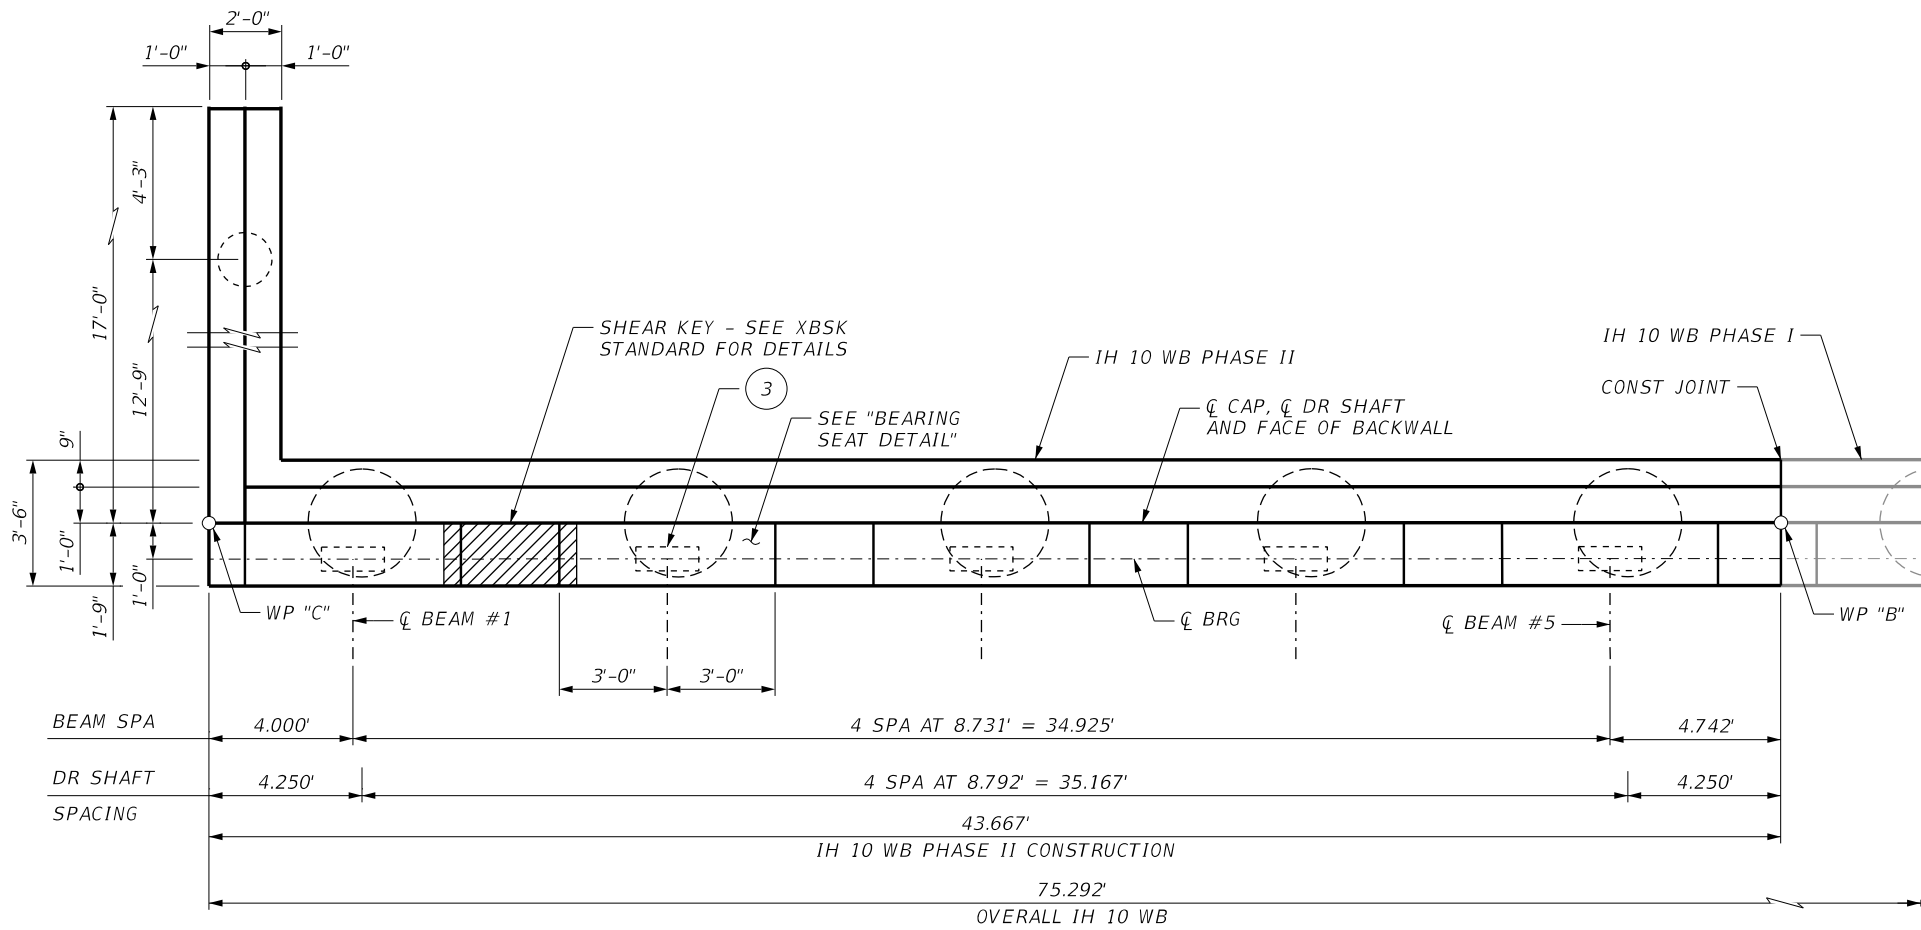 2'-0"
1'-0"
1'-0"
4'-3"
17'-0"
12'-9"
9"
3'-6"
1'-0"
1'-0"
1'-9"
SHEAR KEY - SEE XBSK
STANDARD FOR DETAILS
3
SEE "BEARING
SEAT DETAIL"
IH 10 WB PHASE II
℄ CAP, ℄ DR SHAFT
AND FACE OF BACKWALL
IH 10 WB PHASE I
CONST JOINT
WP "C"
℄ BEAM #1
℄ BRG
℄ BEAM #5
WP "B"
3'-0"
3'-0"
BEAM SPA
4.000'
4 SPA AT 8.731' = 34.925'
4.742'
DR SHAFT
SPACING
4.250'
4 SPA AT 8.792' = 35.167'
4.250'
43.667'
IH 10 WB PHASE II CONSTRUCTION
75.292'
OVERALL IH 10 WB